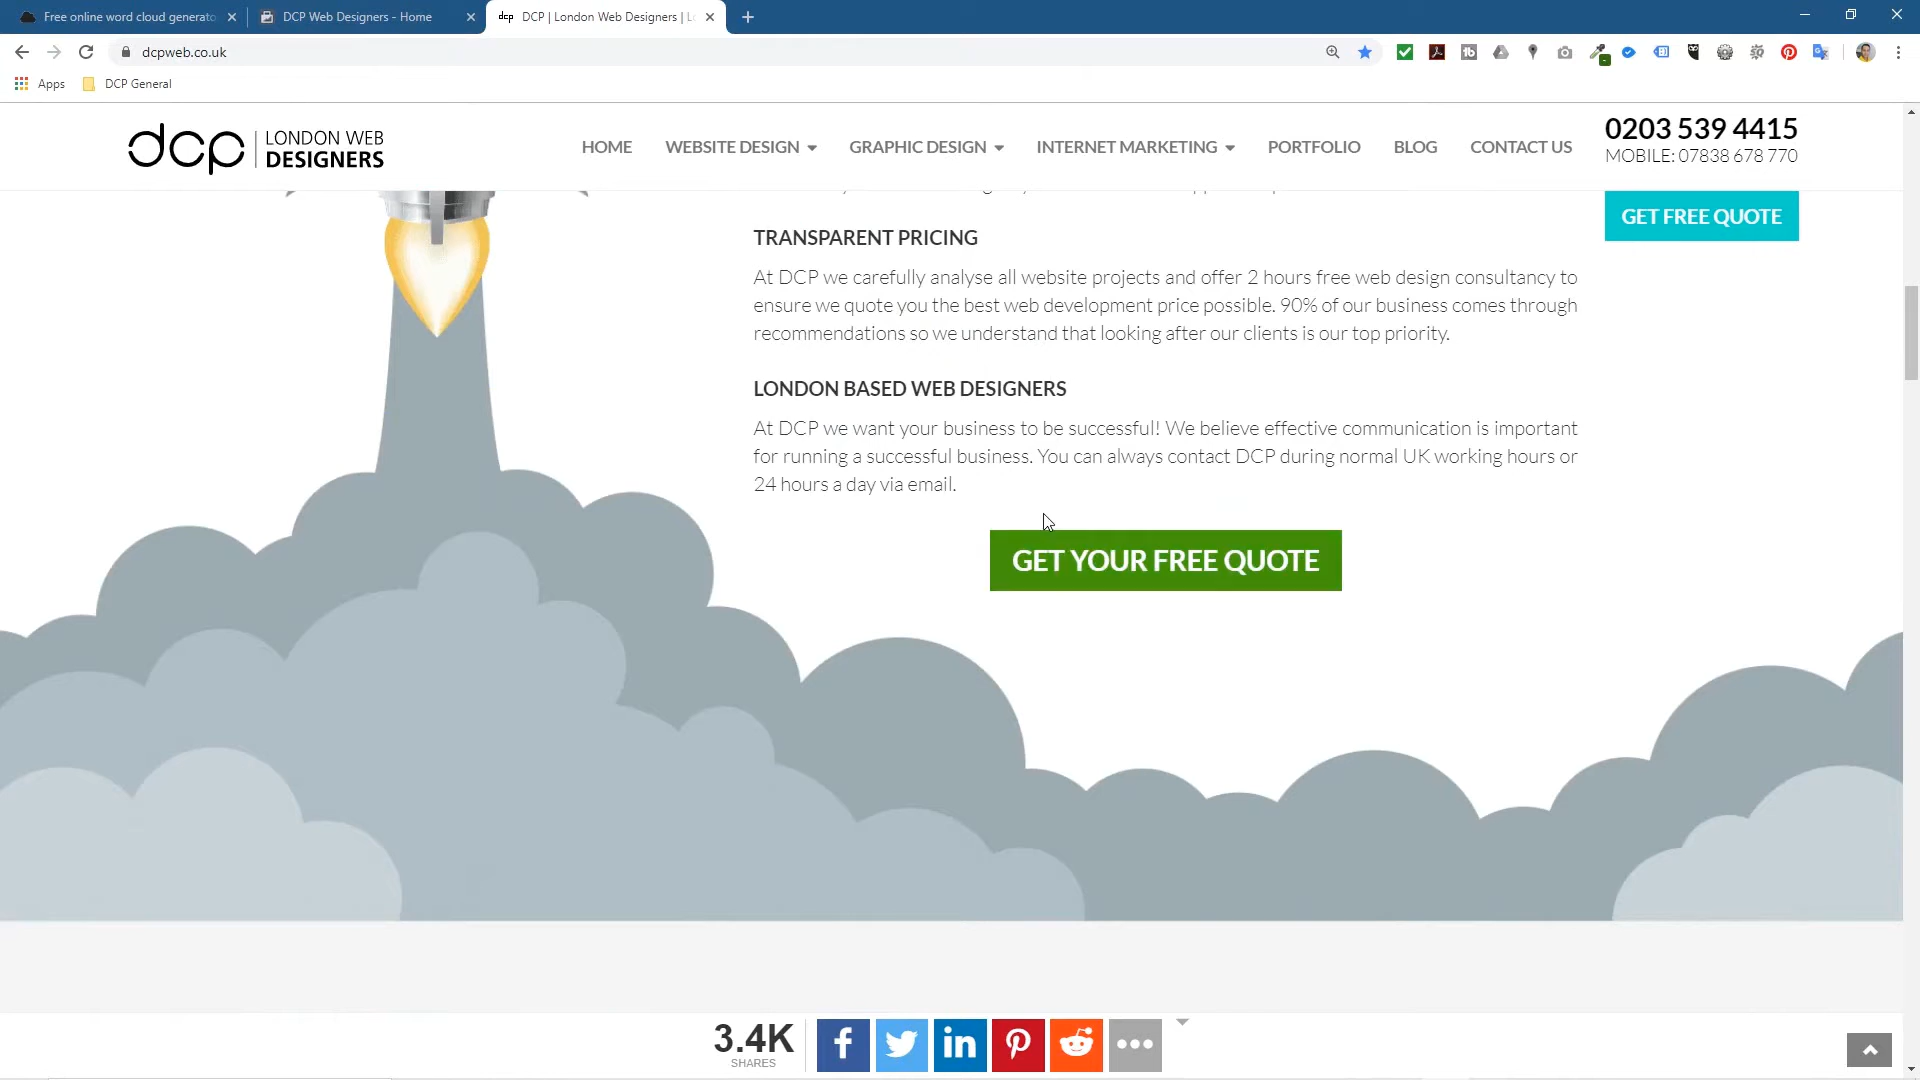 Free online word cloud generato
DCP Web Designers - Home
dcp
DCP | London Web Designers | Lo
dcpweb.co.uk
Apps
DCP General
dcp
LONDON WEB
DESIGNERS
HOME
WEBSITE DESIGN
GRAPHIC DESIGN
INTERNET MARKETING
PORTFOLIO
BLOG
CONTACT US
0203 539 4415
MOBILE: 07838 678 770
GET FREE QUOTE
TRANSPARENT PRICING
At DCP we carefully analyse all website projects and offer 2 hours free web design consultancy to
ensure we quote you the best web development price possible. 90% of our business comes through
recommendations so we understand that looking after our clients is our top priority.
LONDON BASED WEB DESIGNERS
At DCP we want your business to be successful! We believe effective communication is important
for running a successful business. You can always contact DCP during normal UK working hours or
24 hours a day via email.
GET YOUR FREE QUOTE
3.4K
SHARES